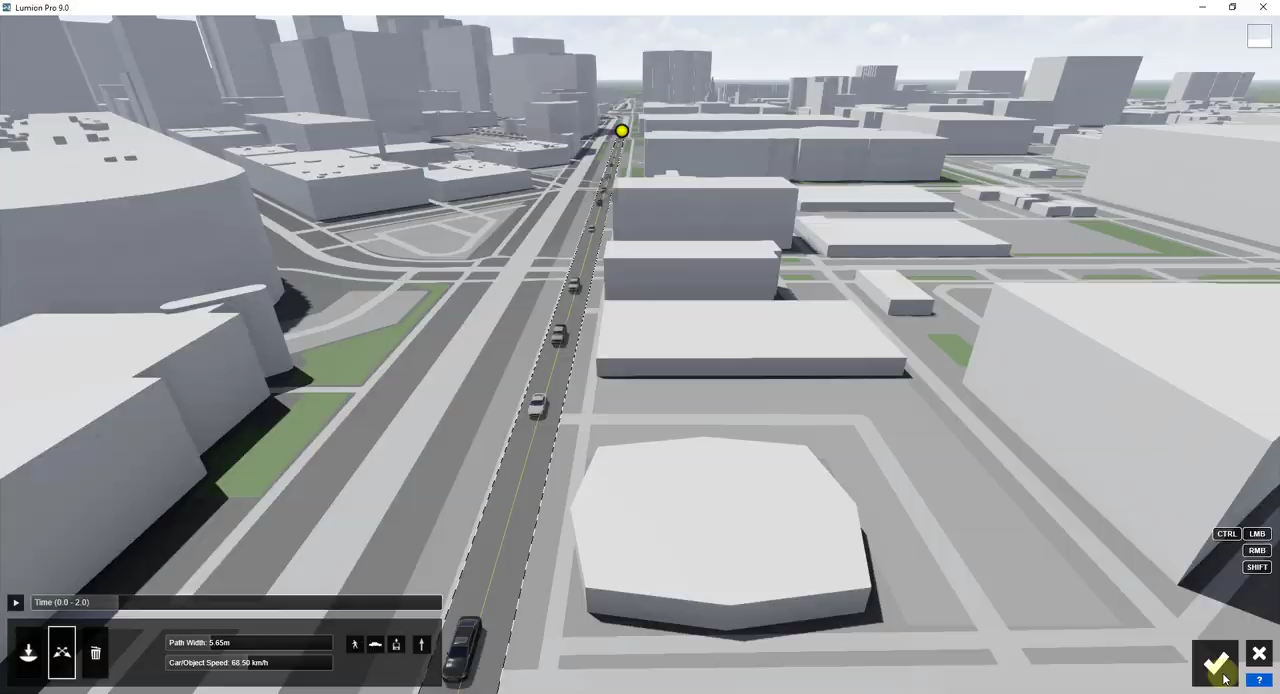 Lumion Pro 9.0
CTRL LMB
RMB
SHIFT
Time (0.0 - 2.0)
Path Width: 5.65m
Car/Object Speed: 68.50 km/h
?